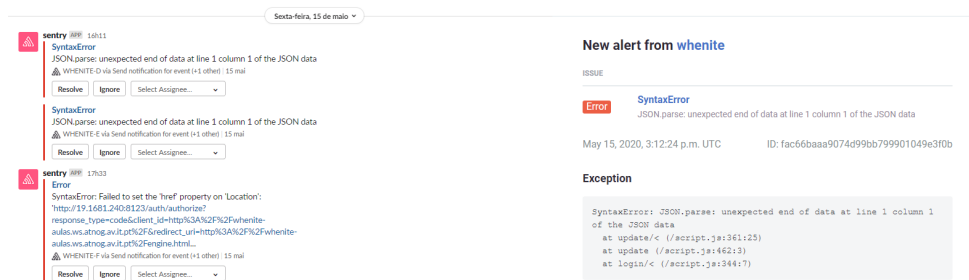 Sexta-feira, 15 de maio
sentry APP 16h11
SyntaxError
JSON.parse: unexpected end of data at line 1 column 1 of the JSON data
WHENITE-D via Send notification for event (+1 other) | 15 mai
Resolve Ignore Select Assignee...
SyntaxError
JSON.parse: unexpected end of data at line 1 column 1 of the JSON data
WHENITE-E via Send notification for event (+1 other) | 15 mai
Resolve Ignore Select Assignee...
sentry APP 17h33
Error
SyntaxError: Failed to set the 'href' property on 'Location':
'http://19.1681.240:8123/auth/authorize?
response_type=code&client_id=http%3A%2F%2Fwhenite-
aulas.ws.atnog.av.it.pt%2F&redirect_uri=http%3A%2F%2Fwhenite-
aulas.ws.atnog.av.it.pt%2Fengine.html...
WHENITE-F via Send notification for event (+1 other) | 15 mai
Resolve Ignore Select Assignee...
New alert from whenite
ISSUE
Error
SyntaxError
JSON.parse: unexpected end of data at line 1 column 1 of the JSON data
May 15, 2020, 3:12:24 p.m. UTC ID: fac66baaa9074d99bb799901049e3f0b
Exception
SyntaxError: JSON.parse: unexpected end of data at line 1 column 1
of the JSON data
at update/< (/script.js:361:25)
at update (/script.js:462:3)
at login/< (/script.js:344:7)